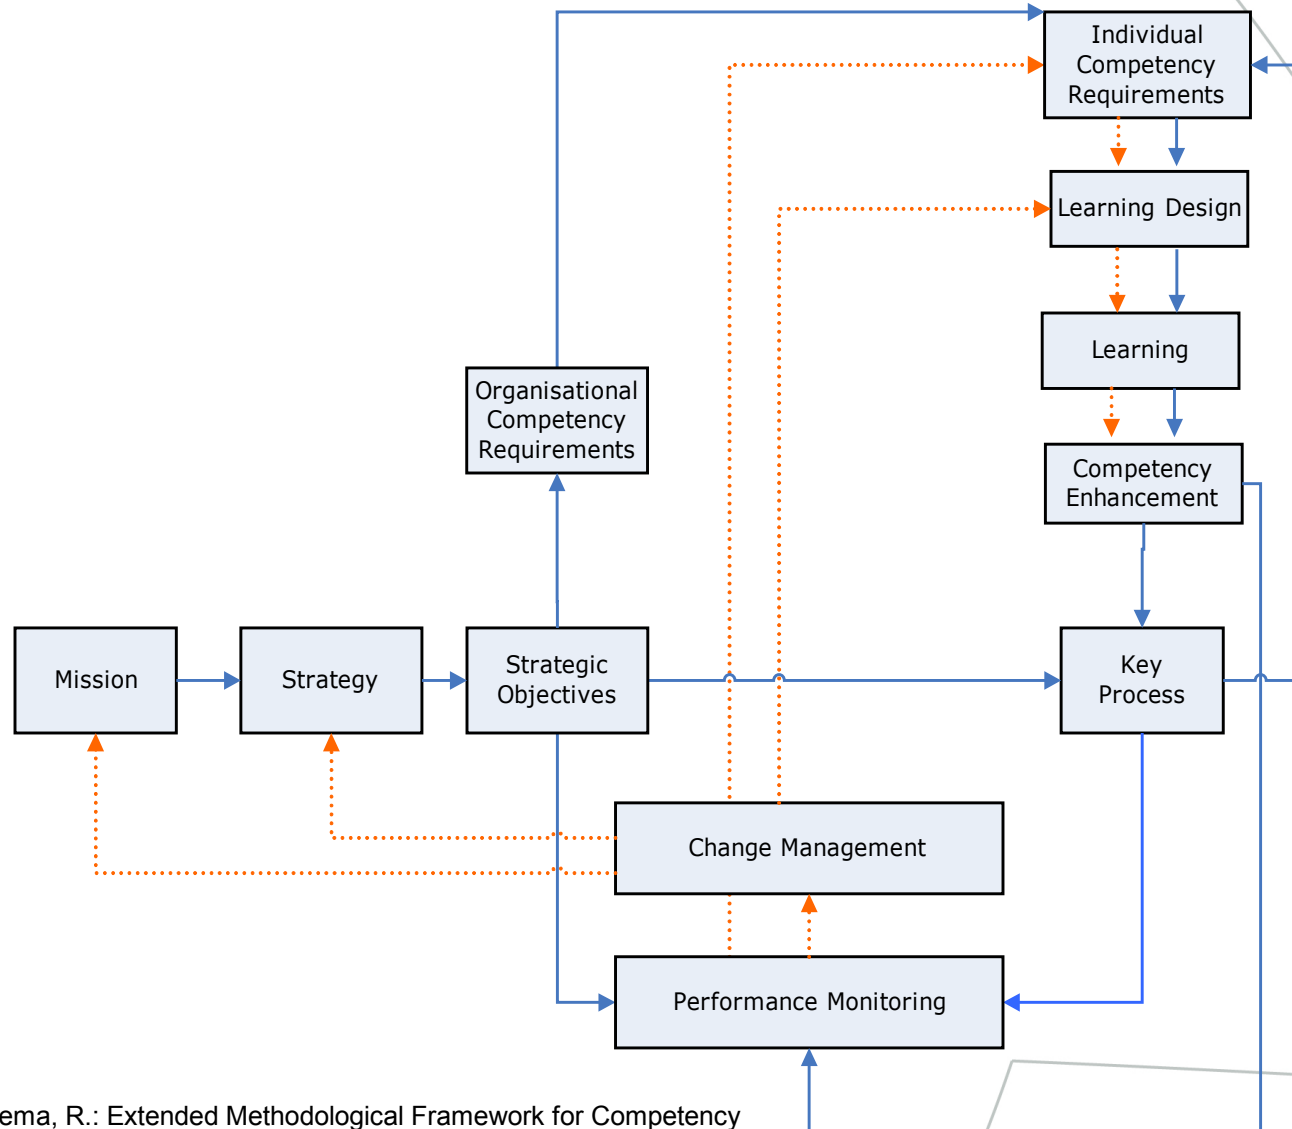 Individual
Competency
Requirements
Learning Design
Learning
Organisational
Competency
Requirements
Competency
Enhancement
Mission
Strategy
Strategic
Objectives
Key
Process
Change Management
Performance Monitoring
ema, R.: Extended Methodological Framework for Competency